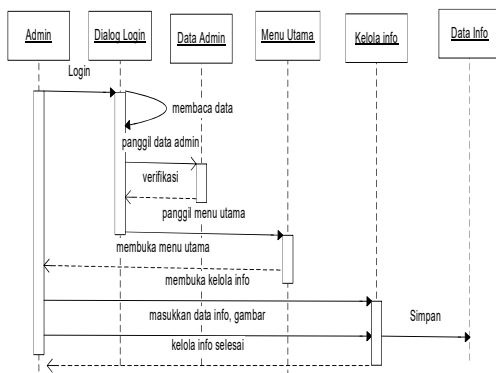 Admin
Dialog Login
Data Admin
Menu Utama
Kelola info
Data Info
Login
membaca data
panggil data admin
verifikasi
panggil menu utama
membuka menu utama
membuka kelola info
masukkan data info, gambar
Simpan
kelola info selesai